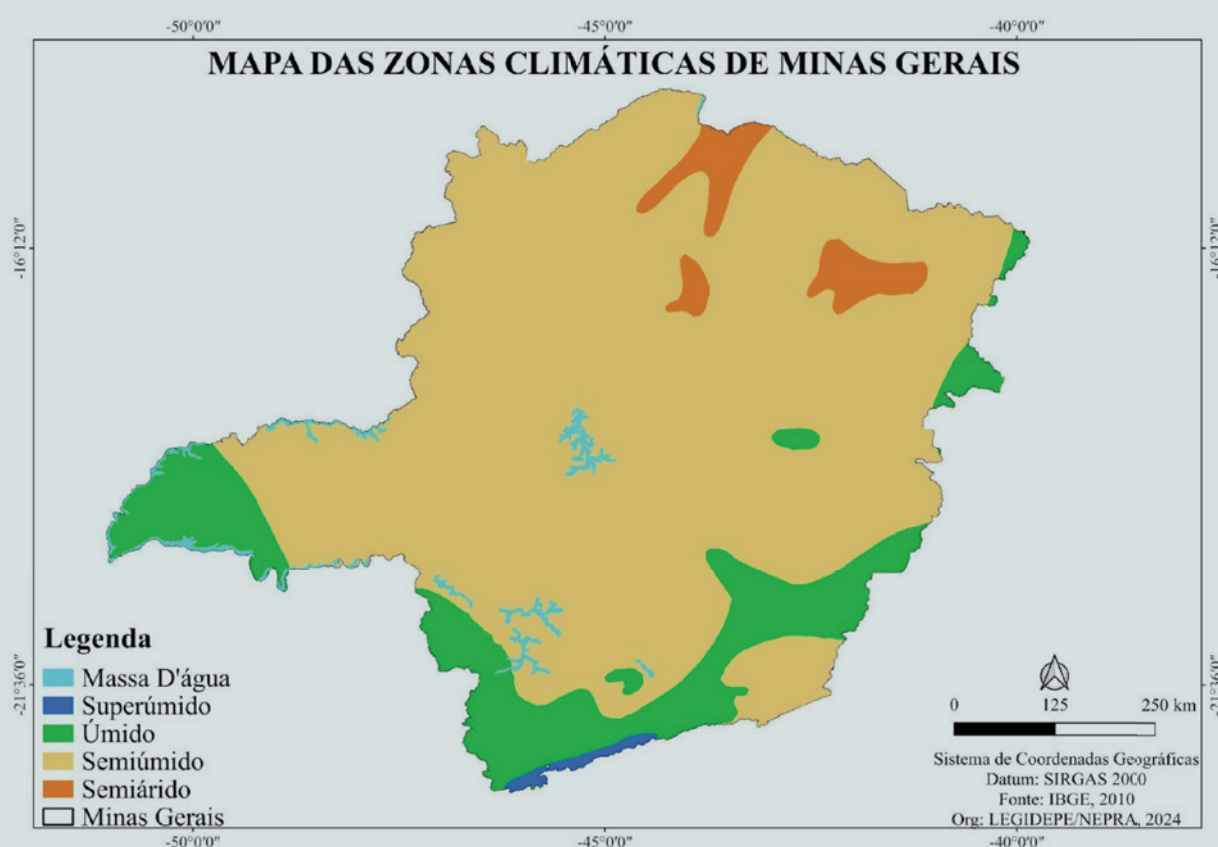 -50°0'0" -45°0'0" -40°0'0"
MAPA DAS ZONAS CLIMÁTICAS DE MINAS GERAIS
-16°12'0" -16°12'0"
Legenda
Massa D'água
Superúmido
Úmido
Semiúmido
Semiárido
Minas Gerais
-21°36'0" -21°36'0"
0 125 250 km
Sistema de Coordenadas Geográficas
Datum: SIRGAS 2000
Fonte: IBGE, 2010
Org: LEGIDEPE/NEPRA, 2024
-50°0'0" -45°0'0" -40°0'0"